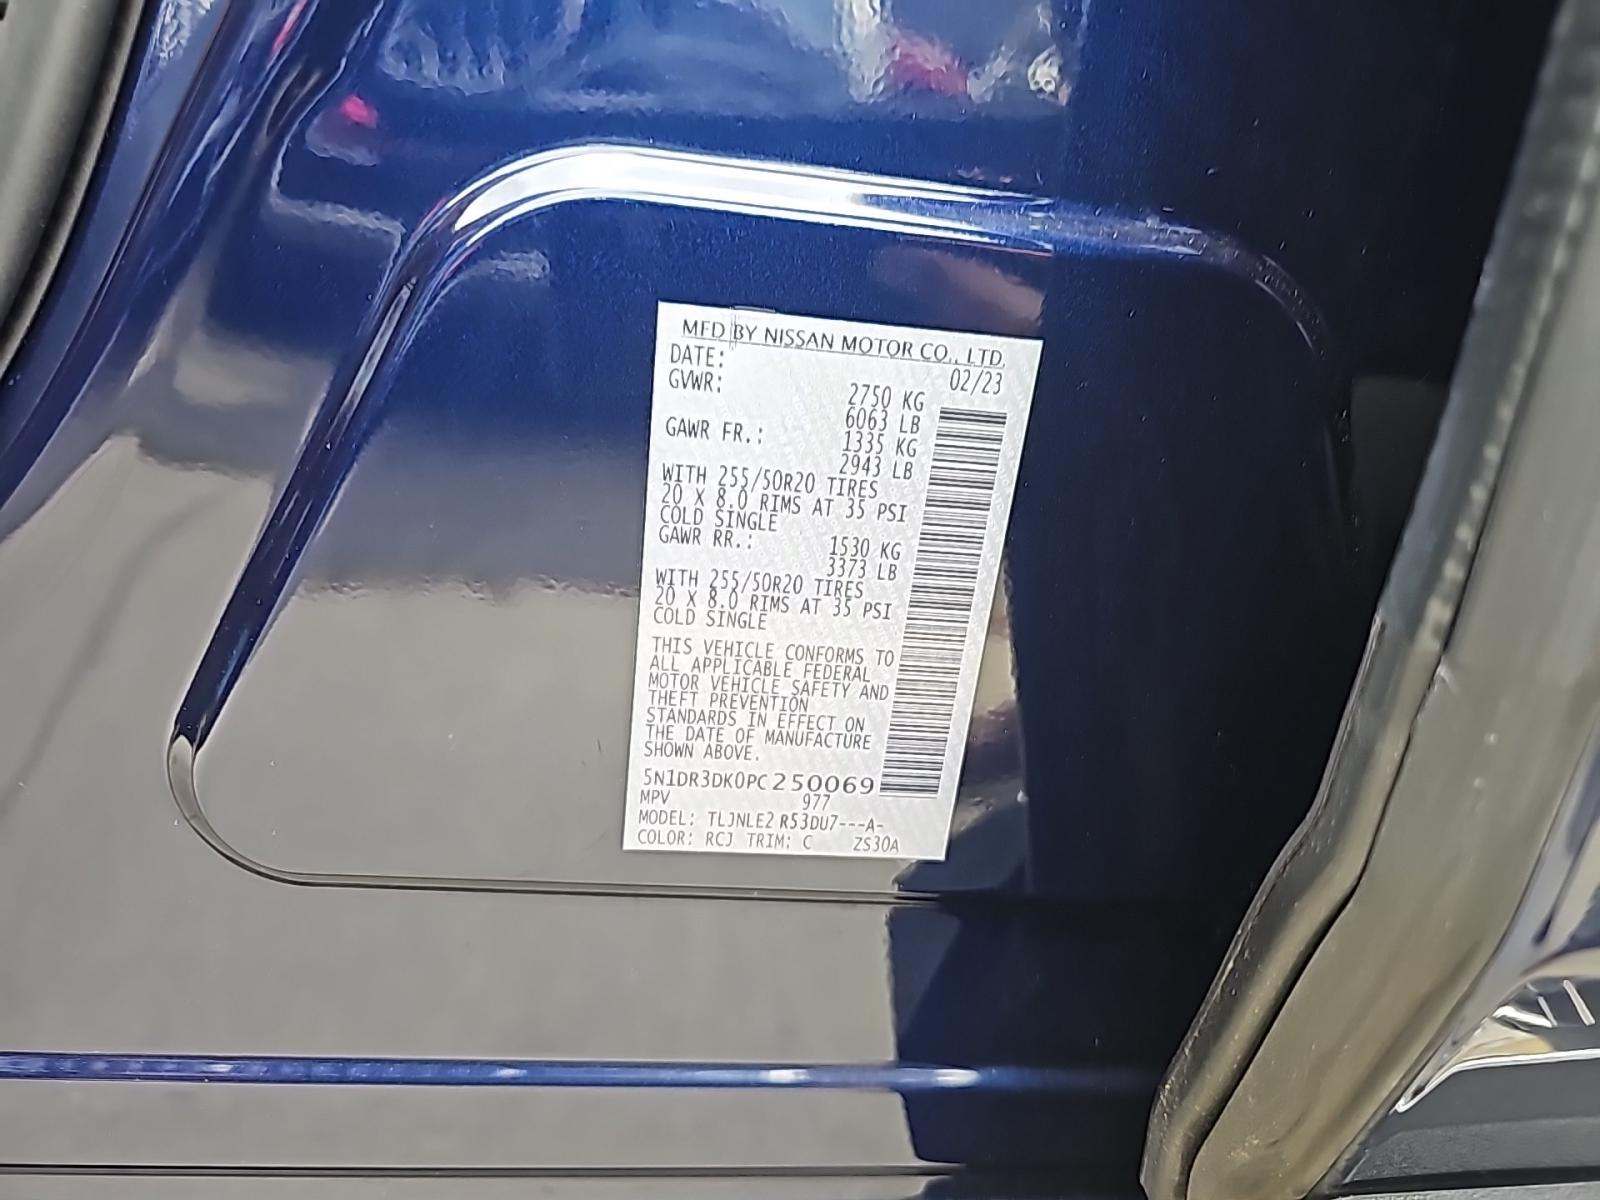 MFD BY NISSAN MOTOR CO., LTD.
DATE: 02/23
GVWR: 2750 KG
6063 LB
GAWR FR.: 1335 KG
2943 LB
WITH 255/50R20 TIRES
20 X 8.0 RIMS AT 35 PSI
COLD SINGLE
GAWR RR.: 1530 KG
3373 LB
WITH 255/50R20 TIRES
20 X 8.0 RIMS AT 35 PSI
COLD SINGLE
THIS VEHICLE CONFORMS TO
ALL APPLICABLE FEDERAL
MOTOR VEHICLE SAFETY AND
THEFT PREVENTION
STANDARDS IN EFFECT ON
THE DATE OF MANUFACTURE
SHOWN ABOVE.
5N1DR3DK0PC250069
MPV 977
MODEL: TLJNLE2 R53DU7---A-
COLOR: RCJ TRIM: C ZS30A